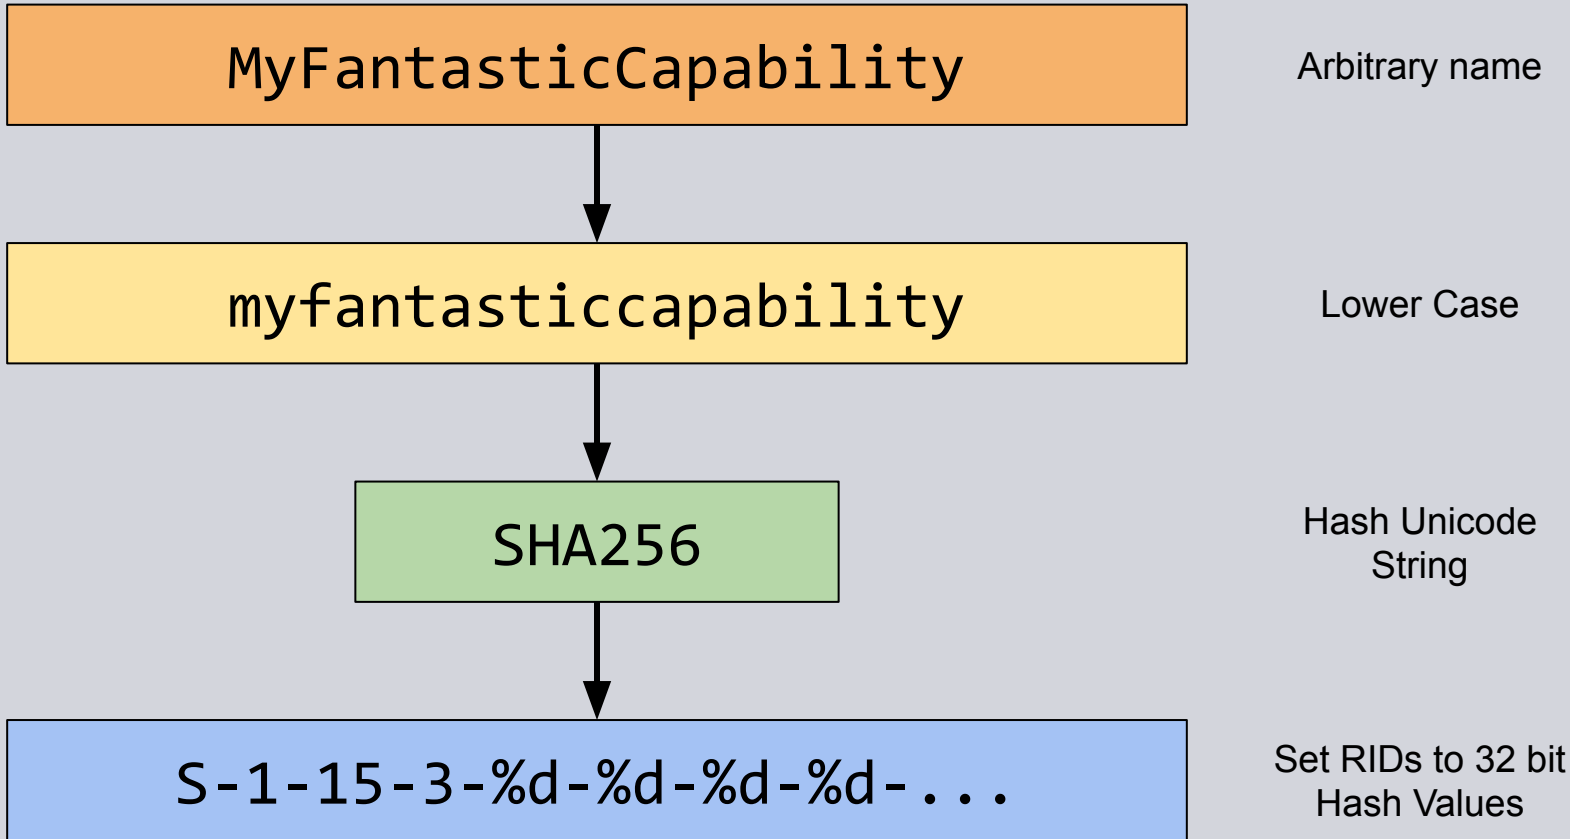 MyFantasticCapability
Arbitrary name
myfantasticcapability
Lower Case
SHA256
Hash Unicode
String
S-1-15-3-%d-%d-%d-%d-...
Set RIDs to 32 bit
Hash Values